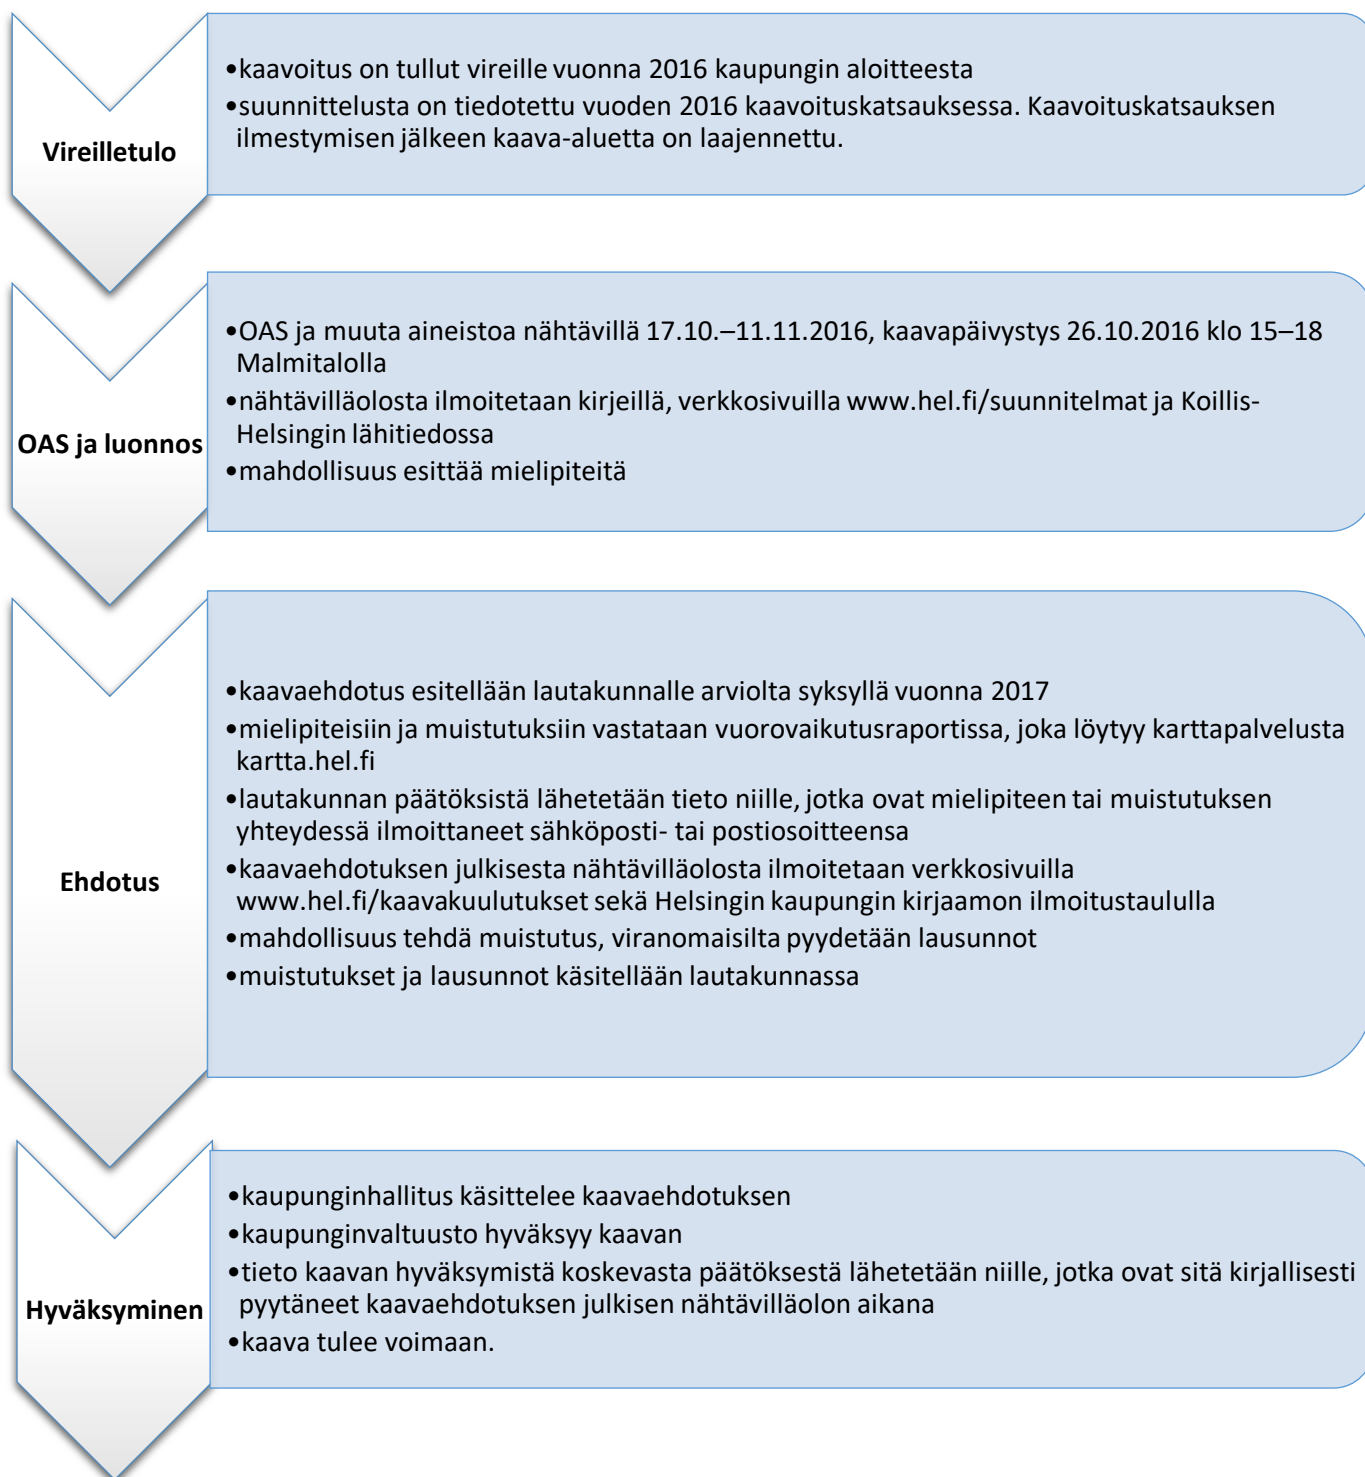 Vireilletulo
•kaavoitus on tullut vireille vuonna 2016 kaupungin aloitteesta
•suunnittelusta on tiedotettu vuoden 2016 kaavoituskatsauksessa. Kaavoituskatsauksen
ilmestymisen jälkeen kaava-aluetta on laajennettu.
OAS ja luonnos
•OAS ja muuta aineistoa nähtävillä 17.10.–11.11.2016, kaavapäivystys 26.10.2016 klo 15–18
Malmitalolla
•nähtävilläolosta ilmoitetaan kirjeillä, verkkosivuilla www.hel.fi/suunnitelmat ja Koillis-
Helsingin lähitiedossa
•mahdollisuus esittää mielipiteitä
Ehdotus
•kaavaehdotus esitellään lautakunnalle arviolta syksyllä vuonna 2017
•mielipiteisiin ja muistutuksiin vastataan vuorovaikutusraportissa, joka löytyy karttapalvelusta
kartta.hel.fi
•lautakunnan päätöksistä lähetetään tieto niille, jotka ovat mielipiteen tai muistutuksen
yhteydessä ilmoittaneet sähköposti- tai postiosoitteensa
•kaavaehdotuksen julkisesta nähtävilläolosta ilmoitetaan verkkosivuilla
www.hel.fi/kaavakuulutukset sekä Helsingin kaupungin kirjaamon ilmoitustaululla
•mahdollisuus tehdä muistutus, viranomaisilta pyydetään lausunnot
•muistutukset ja lausunnot käsitellään lautakunnassa
Hyväksyminen
•kaupunginhallitus käsittelee kaavaehdotuksen
•kaupunginvaltuusto hyväksyy kaavan
•tieto kaavan hyväksymistä koskevasta päätöksestä lähetetään niille, jotka ovat sitä kirjallisesti
pyytäneet kaavaehdotuksen julkisen nähtävilläolon aikana
•kaava tulee voimaan.